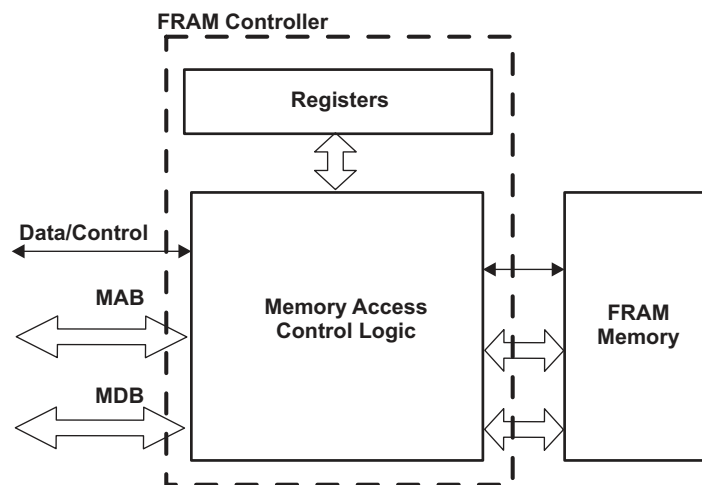 FRAM Controller
Registers
Data/Control
MAB
Memory Access
Control Logic
FRAM
Memory
MDB